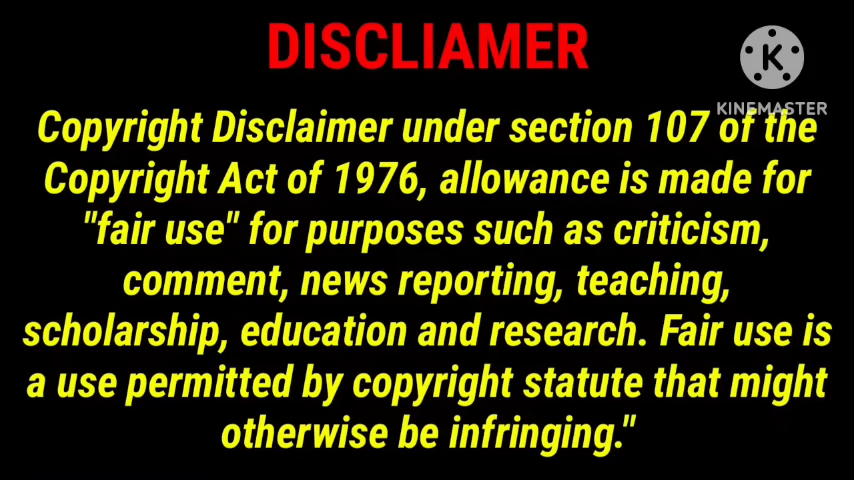 DISCLIAMER
K
KINEMASTER
Copyright Disclaimer under section 107 of the
Copyright Act of 1976, allowance is made for
"fair use" for purposes such as criticism,
comment, news reporting, teaching,
scholarship, education and research. Fair use is
a use permitted by copyright statute that might
otherwise be infringing."